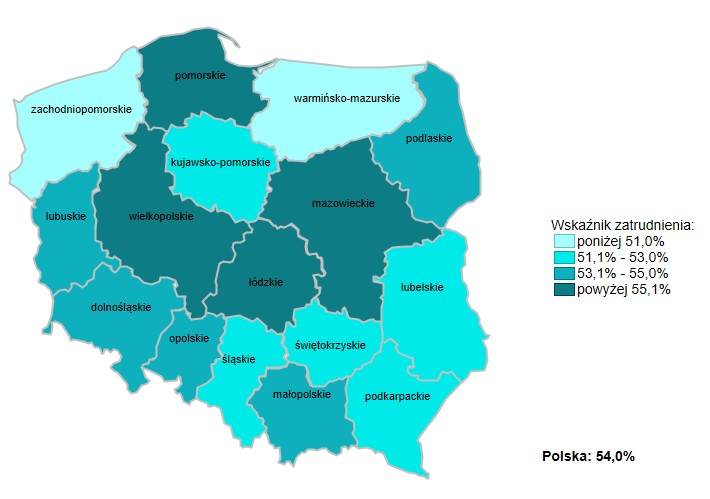 pomorskie
warmińsko-mazurskie
zachodniopomorskie
podlaskie
kujawsko-pomorskie
mazowieckie
lubuskie
wielkopolskie
łódzkie
lubelskie
dolnośląskie
opolskie
śląskie
świętokrzyskie
małopolskie
podkarpackie
Wskaźnik zatrudnienia:
poniżej 51,0%
51,1% - 53,0%
53,1% - 55,0%
powyżej 55,1%
Polska: 54,0%